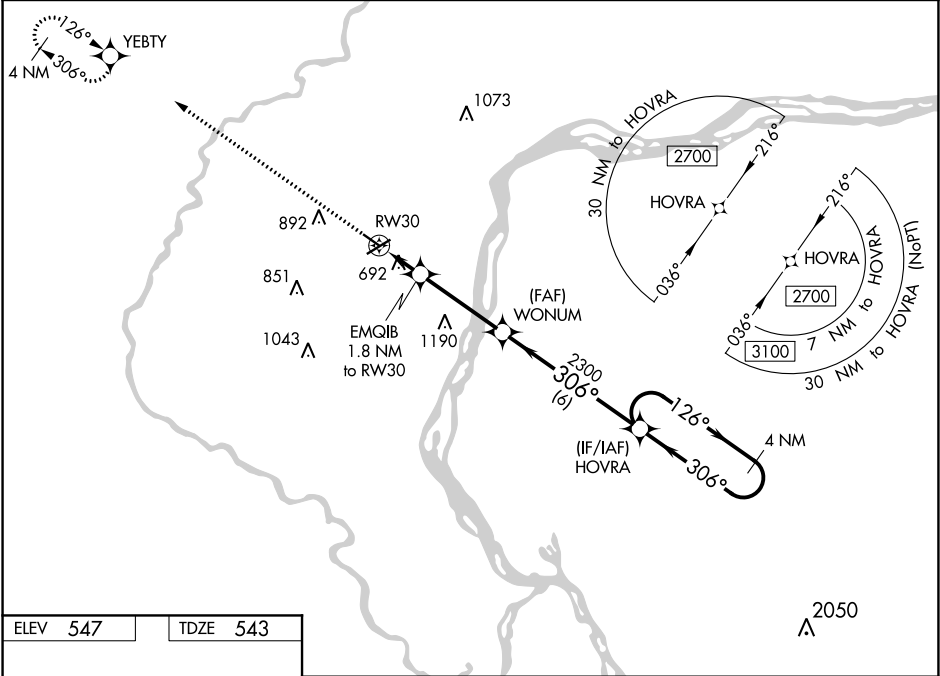 126°
YEBTY
306°
4 NM
1073
30 NM to HOVRA
2700
216°
HOVRA
036°
216°
HOVRA
2700
036°
7 NM to HOVRA
3100
30 NM to HOVRA (NoPT)
892
RW30
692
851
1043
EMQIB
1.8 NM
to RW30
1190
(FAF)
WONUM
2300
306°
(6)
126°
4 NM
306°
(IF/IAF)
HOVRA
2050
ELEV 547
TDZE 543